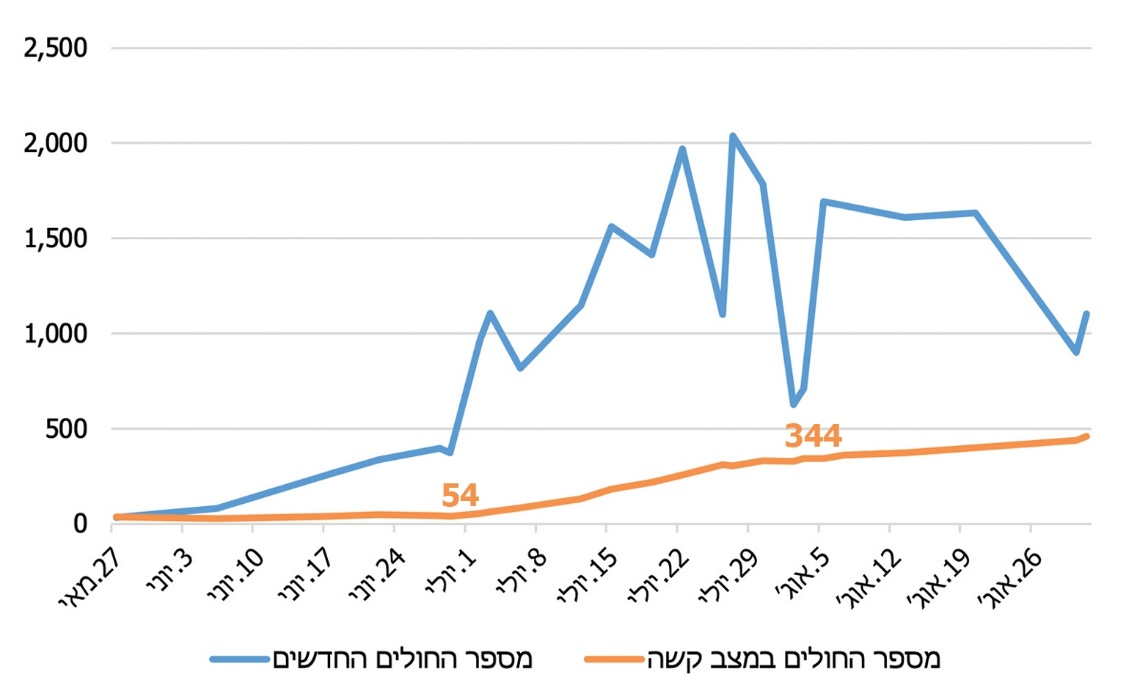 2,500
2,000
1,500
1,000
500
0
54
344
27.מאי
3.יוני
10.יוני
17.יוני
24.יוני
1.יולי
8.יולי
15.יולי
22.יולי
29.יולי
5.אוג'
12.אוג'
19.אוג'
26.אוג'
מספר החולים החדשים
מספר החולים במצב קשה